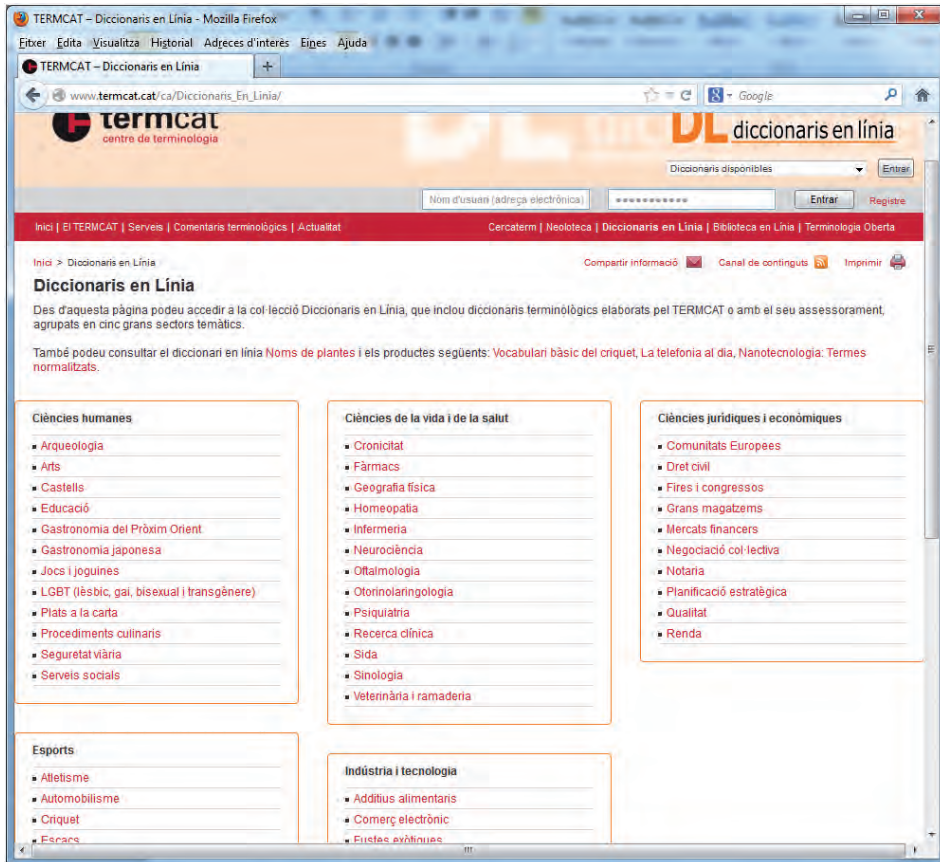 TERMCAT – Diccionaris en Línia - Mozilla Firefox
Fitxer Edita Visualitza Historial Adreces d'interès Eines Ajuda
TERMCAT – Diccionaris en Línia
www.termcat.cat/ca/Diccionaris_En_Linia/
Google
termcat
centre de terminologia
DL diccionaris en línia
Diccionaris disponibles
Entrar
Nom d'usuari (adreça electrònica)
Entrar
Registre
Inici | El TERMCAT | Serveis | Comentaris terminològics | Actualitat
Cercaterm | Neoloteca | Diccionaris en Línia | Biblioteca en Línia | Terminologia Oberta
Inici > Diccionaris en Línia
Compartir informació Canal de continguts Imprimir
Diccionaris en Línia
Des d'aquesta pàgina podeu accedir a la col·lecció Diccionaris en Línia, que inclou diccionaris terminològics elaborats pel TERMCAT o amb el seu assessorament,
agrupats en cinc grans sectors temàtics.
També podeu consultar el diccionari en línia Noms de plantes i els productes següents: Vocabulari bàsic del criquet, La telefonia al dia, Nanotecnologia: Termes
normalitzats.
Ciències humanes
Arqueologia
Arts
Castells
Educació
Gastronomia del Pròxim Orient
Gastronomia japonesa
Jocs i joguines
LGBT (lèsbic, gai, bisexual i transgènere)
Plats a la carta
Procediments culinaris
Seguretat viària
Serveis socials
Ciències de la vida i de la salut
Cronicitat
Fàrmacs
Geografia física
Homeopatia
Infermeria
Neurociència
Oftalmologia
Otorinolaringologia
Psiquiatria
Recerca clínica
Sida
Sinologia
Veterinària i ramaderia
Ciències jurídiques i econòmiques
Comunitats Europees
Dret civil
Fires i congressos
Grans magatzems
Mercats financers
Negociació col·lectiva
Notaria
Planificació estratègica
Qualitat
Renda
Esports
Atletisme
Automobilisme
Criquet
Escacs
Indústria i tecnologia
Additius alimentaris
Comerç electrònic
Fustes exòtiques